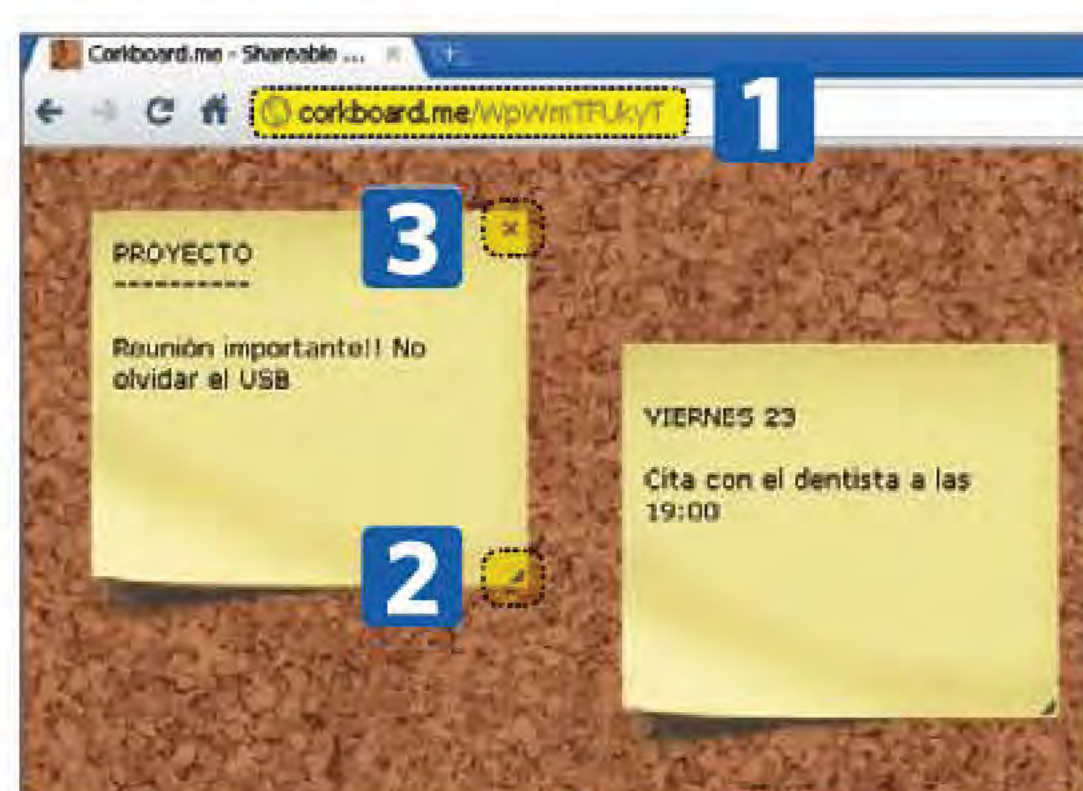 Corkboard.me - Shareable ...
corkboard.me/WpWmTFUkyT
1
3
PROYECTO
----------
Reunión importante!! No
olvidar el USB
2
VIERNES 23
Cita con el dentista a las
19:00